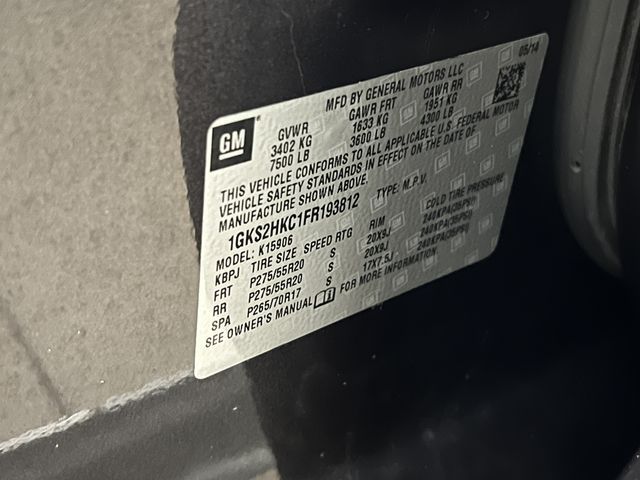 05/14
MFD BY GENERAL MOTORS LLC
GM
GVWR GAWR FRT GAWR RR
3402 KG 1633 KG 1951 KG
7500 LB 3600 LB 4300 LB
THIS VEHICLE CONFORMS TO ALL APPLICABLE U.S. FEDERAL MOTOR
VEHICLE SAFETY STANDARDS IN EFFECT ON THE DATE OF
MANUFACTURE SHOWN ABOVE.
1GKS2HKC1FR193812 TYPE: M.P.V.
MODEL: K15906
KBPJ TIRE SIZE SPEED RTG RIM COLD TIRE PRESSURE
FRT P275/55R20 S 20X9J 240KPA(35PSI)
RR P275/55R20 S 20X9J 240KPA(35PSI)
SPA P265/70R17 S 17X7.5J 240KPA(35PSI)
SEE OWNER'S MANUAL FOR MORE INFORMATION.